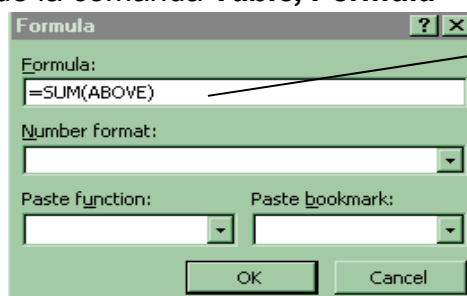 de la comanda Table, Formula
Formula
Formula:
=SUM(ABOVE)
Number format:
Paste function:
Paste bookmark:
OK
Cancel